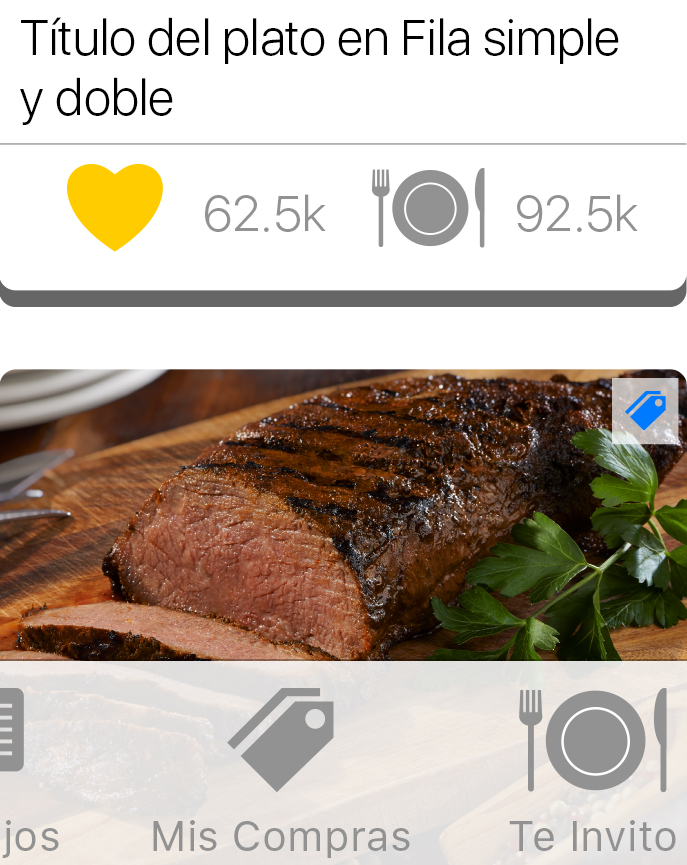 Título del plato en Fila simple
y doble
62.5k 92.5k
jos Mis Compras Te Invito